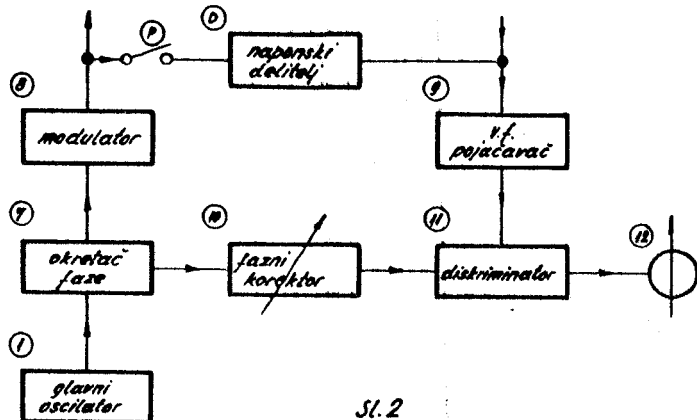 P
D
naponski
delitelj
8
modulator
9
v.f.
pojačavač
7
okretač
faze
10
fazni
korektor
11
diskriminator
12
1
glavni
oscilator
Sl. 2